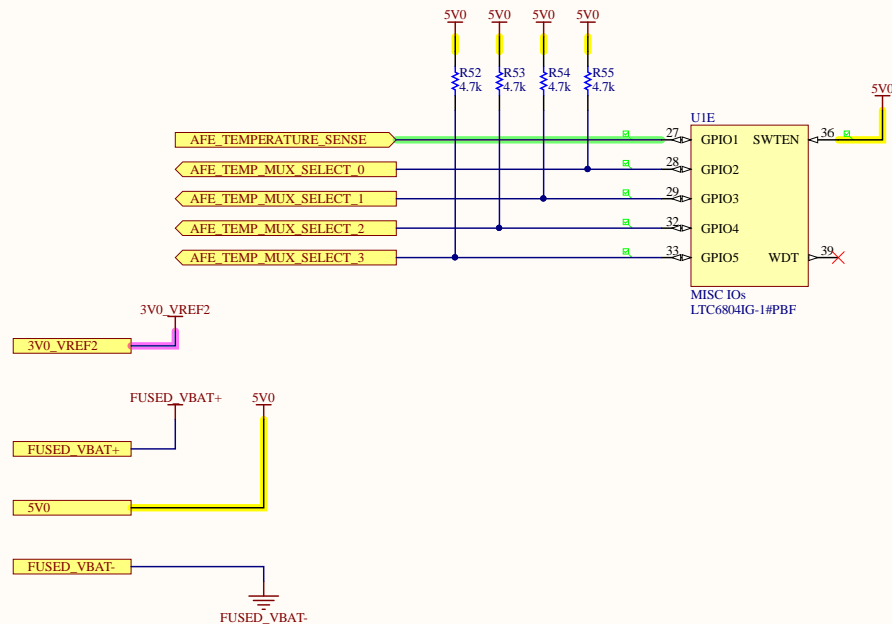 5V0 5V0 5V0 5V0
R52 R53 R54 R55
4.7k 4.7k 4.7k 4.7k
5V0
U1E
AFE_TEMPERATURE_SENSE 27 GPIO1 SWTEN 36
AFE_TEMP_MUX_SELECT_0 28 GPIO2
AFE_TEMP_MUX_SELECT_1 29 GPIO3
AFE_TEMP_MUX_SELECT_2 32 GPIO4
AFE_TEMP_MUX_SELECT_3 33 GPIO5 WDT 39
MISC IOs
LTC6804IG-1#PBF
3V0_VREF2
3V0_VREF2
FUSED_VBAT+ 5V0
FUSED_VBAT+
5V0
FUSED_VBAT-
FUSED_VBAT-